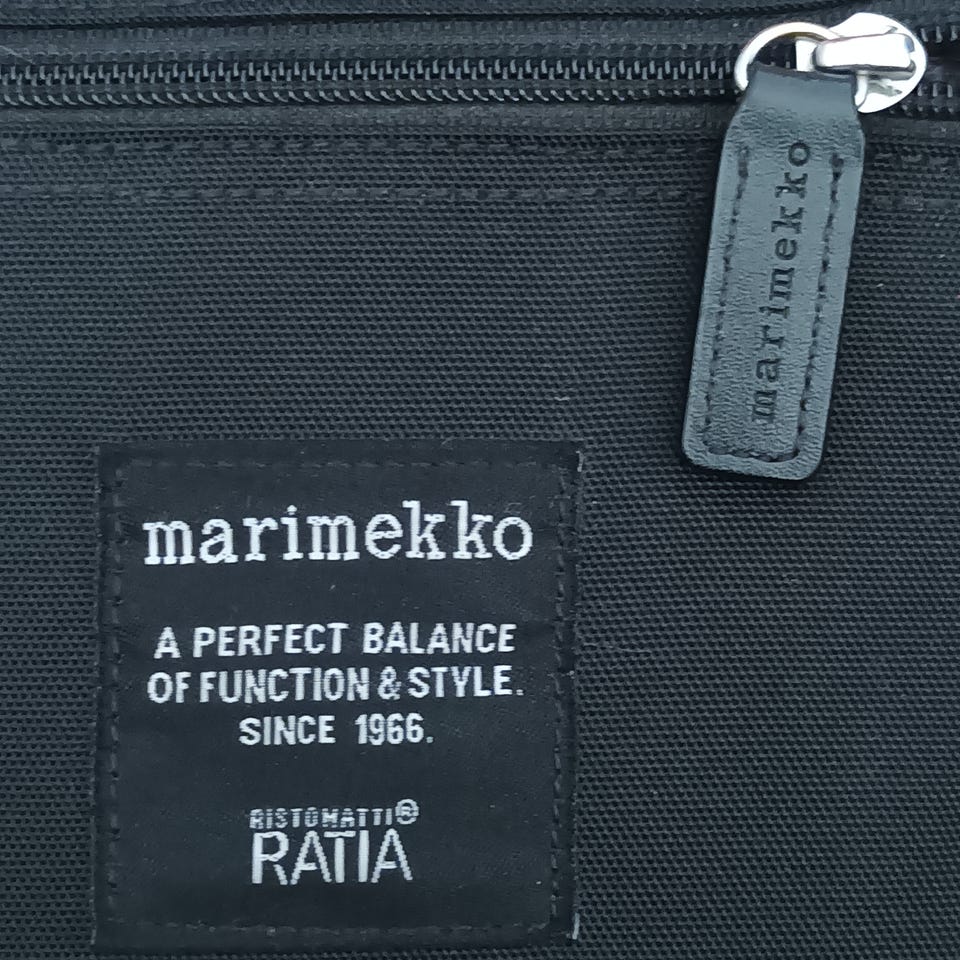 marimekko
marimekko
A PERFECT BALANCE
OF FUNCTION & STYLE.
SINCE 1966.
RISTOMATTI®
RATIA